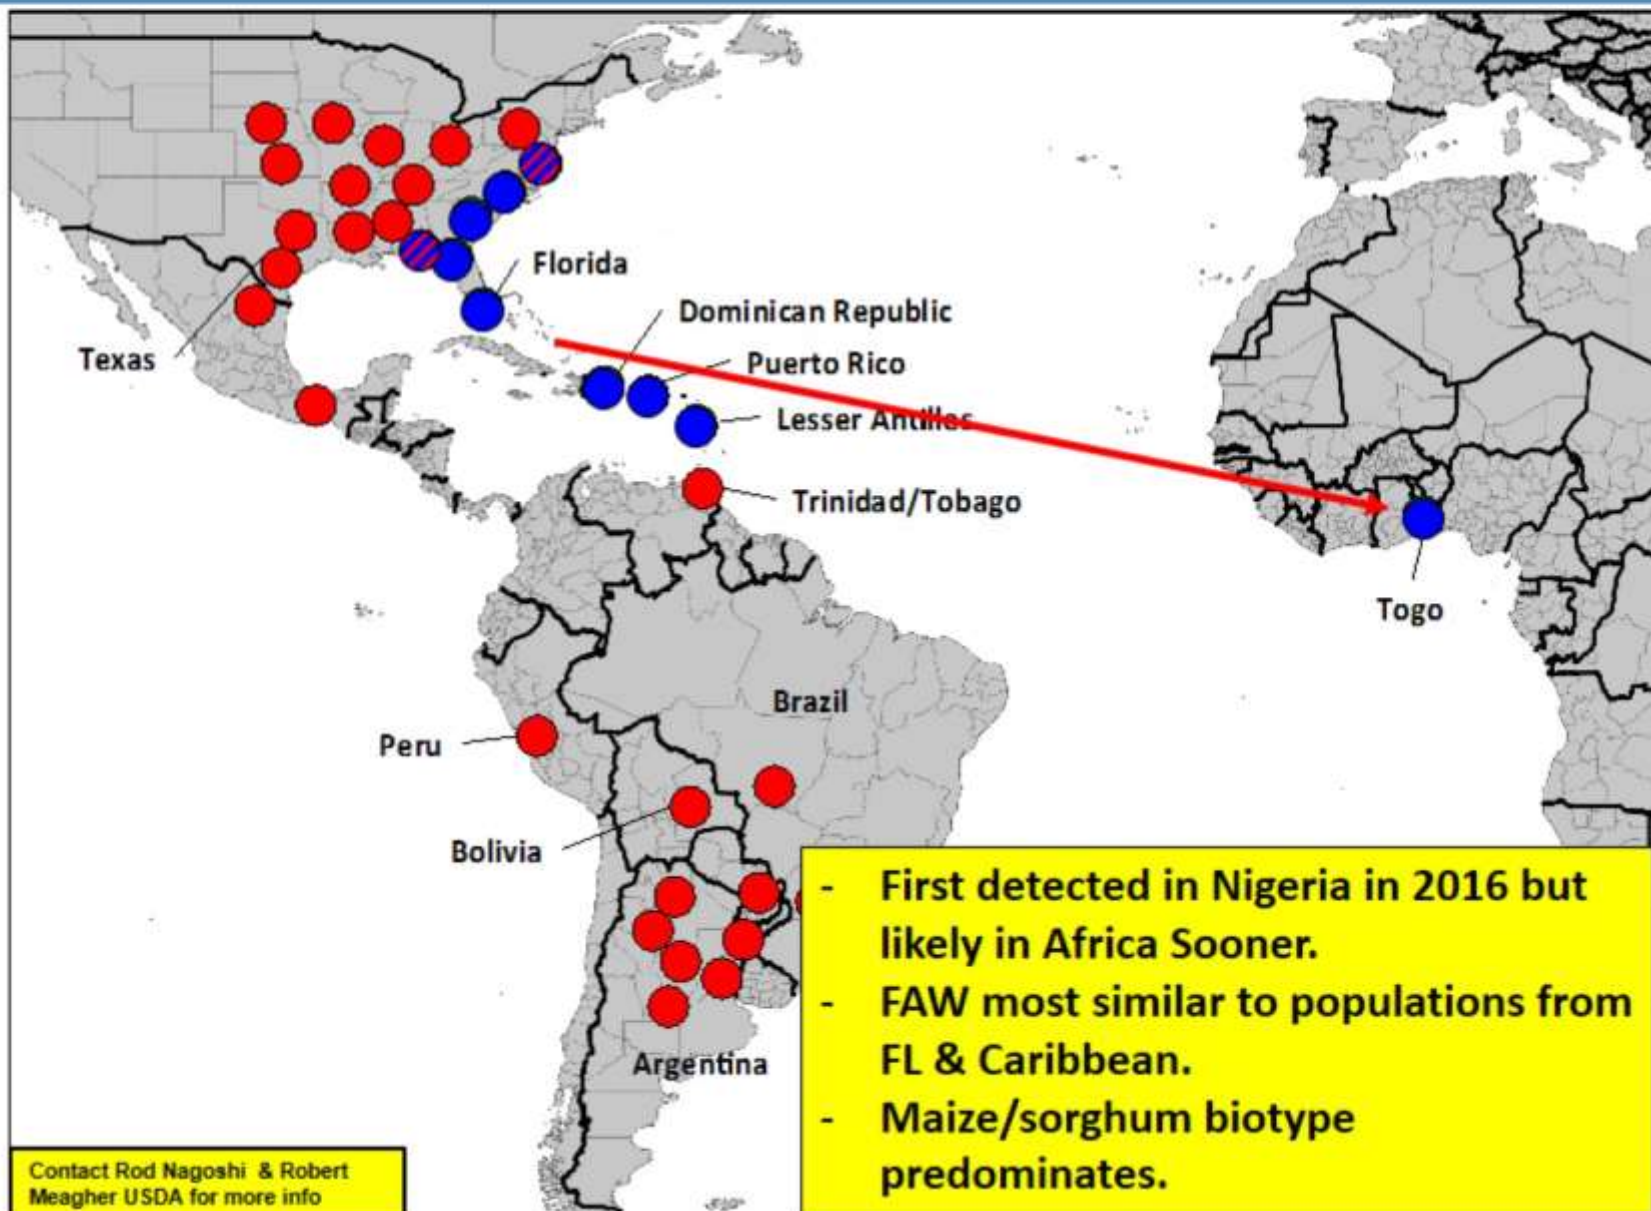 Florida
Dominican Republic
Puerto Rico
Texas
Lesser Antilles
Trinidad/Tobago
Togo
Brazil
Peru
Bolivia
Argentina
- First detected in Nigeria in 2016 but
likely in Africa Sooner.
- FAW most similar to populations from
FL & Caribbean.
- Maize/sorghum biotype
predominates.
Contact Rod Nagoshi & Robert
Meagher USDA for more info